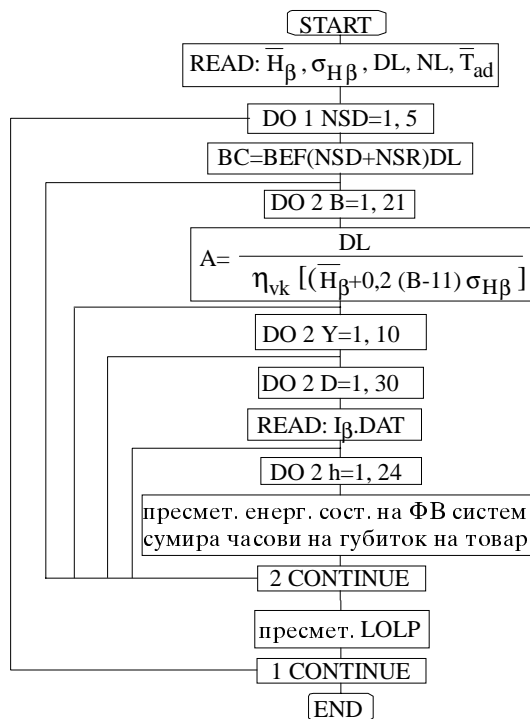 START
READ: H̅β, σHβ, DL, NL, T̅ad
DO 1 NSD=1, 5
BC=BEF(NSD+NSR)DL
DO 2 B=1, 21
A= DL
ηvk [(H̅β+0,2 (B-11) σHβ ]
DO 2 Y=1, 10
DO 2 D=1, 30
READ: Iβ.DAT
DO 2 h=1, 24
пресмет. енерг. сост. на ФВ систем
сумира часови на губиток на товар
2 CONTINUE
пресмет. LOLP
1 CONTINUE
END